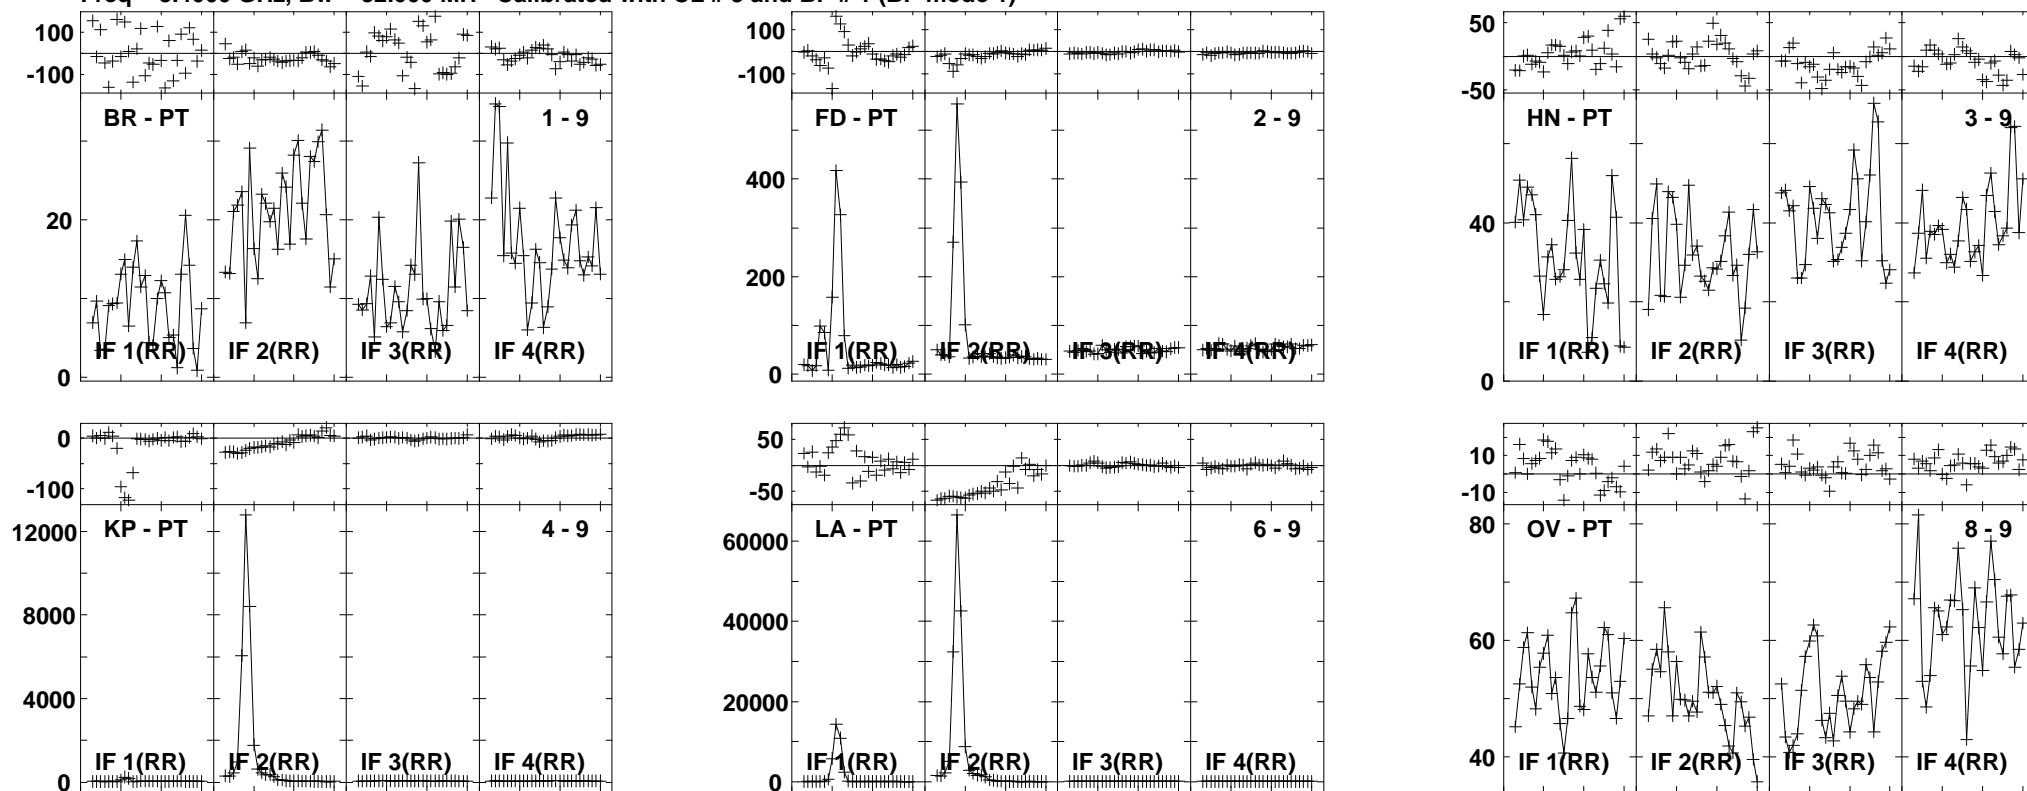 100
-100
BR - PT 1 - 9
20
0
IF 1(RR) IF 2(RR) IF 3(RR) IF 4(RR)
100
-100
FD - PT 2 - 9
400
200
0
IF 1(RR) IF 2(RR) IF 3(RR) IF 4(RR)
50
-50
HN - PT 3 - 9
40
0
IF 1(RR) IF 2(RR) IF 3(RR) IF 4(RR)
0
-100
KP - PT 4 - 9
12000
8000
4000
0
IF 1(RR) IF 2(RR) IF 3(RR) IF 4(RR)
50
-50
LA - PT 6 - 9
60000
40000
20000
0
IF 1(RR) IF 2(RR) IF 3(RR) IF 4(RR)
10
-10
OV - PT 8 - 9
80
60
40
IF 1(RR) IF 2(RR) IF 3(RR) IF 4(RR)